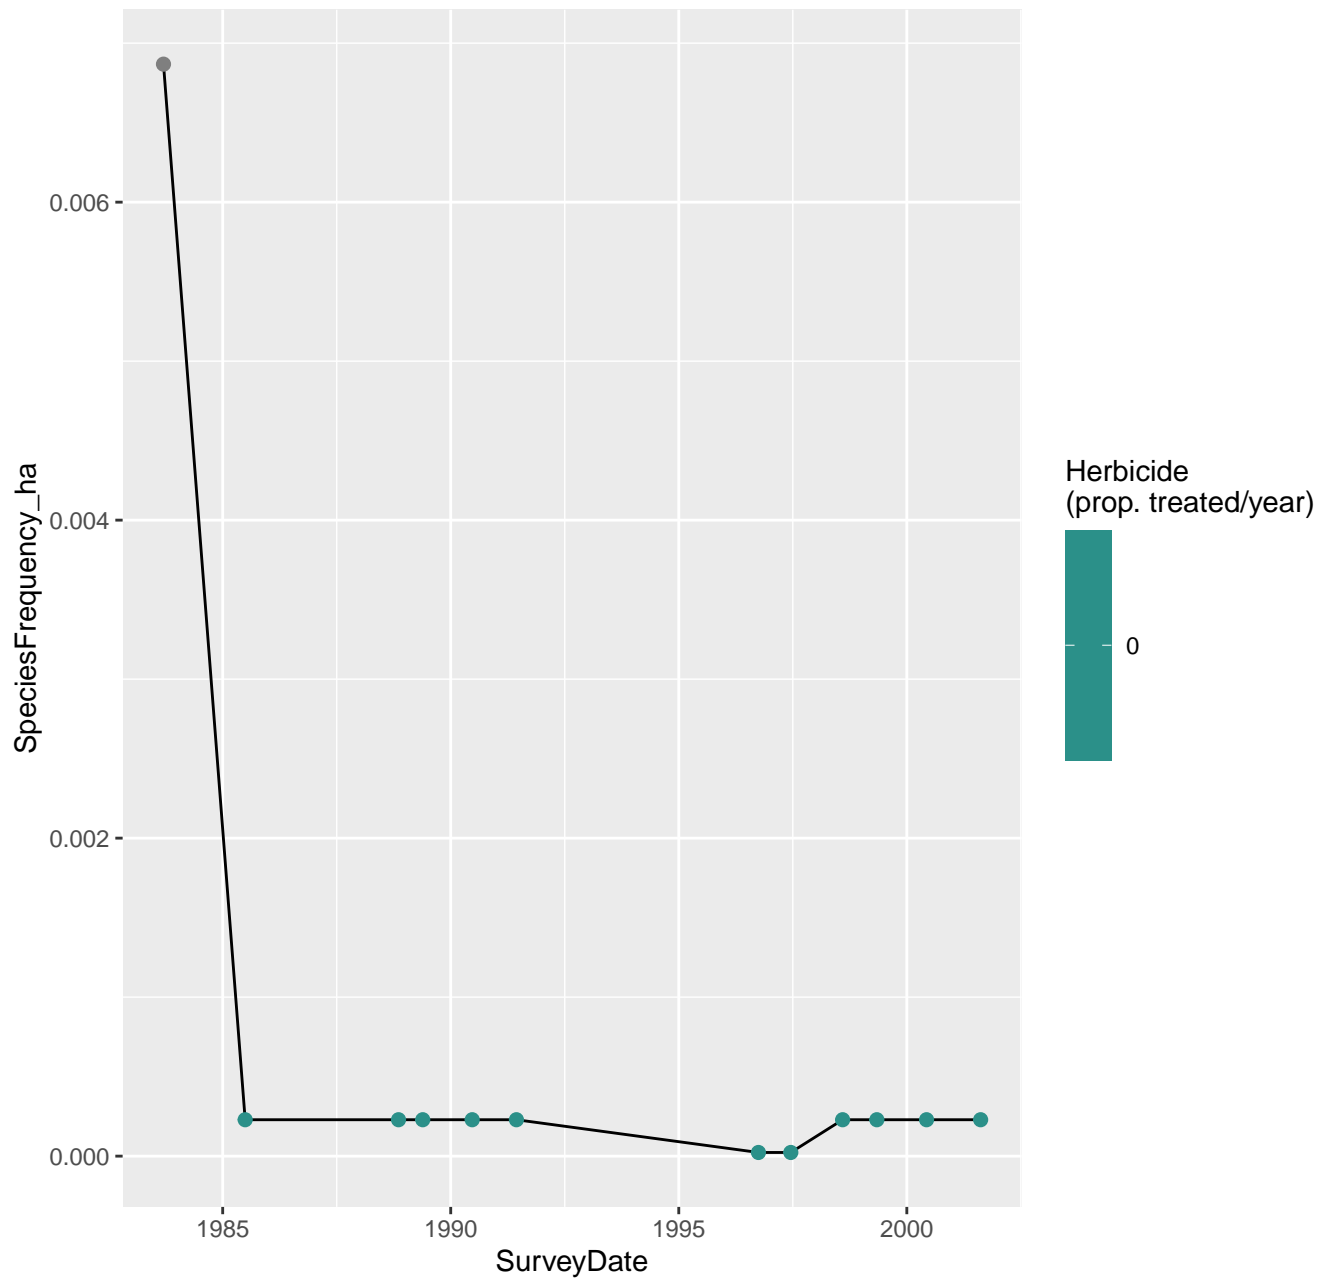 0.006
0.004
0.002
0.000
SpeciesFrequency_ha
1985
1990
1995
2000
SurveyDate
Herbicide
(prop. treated/year)
0